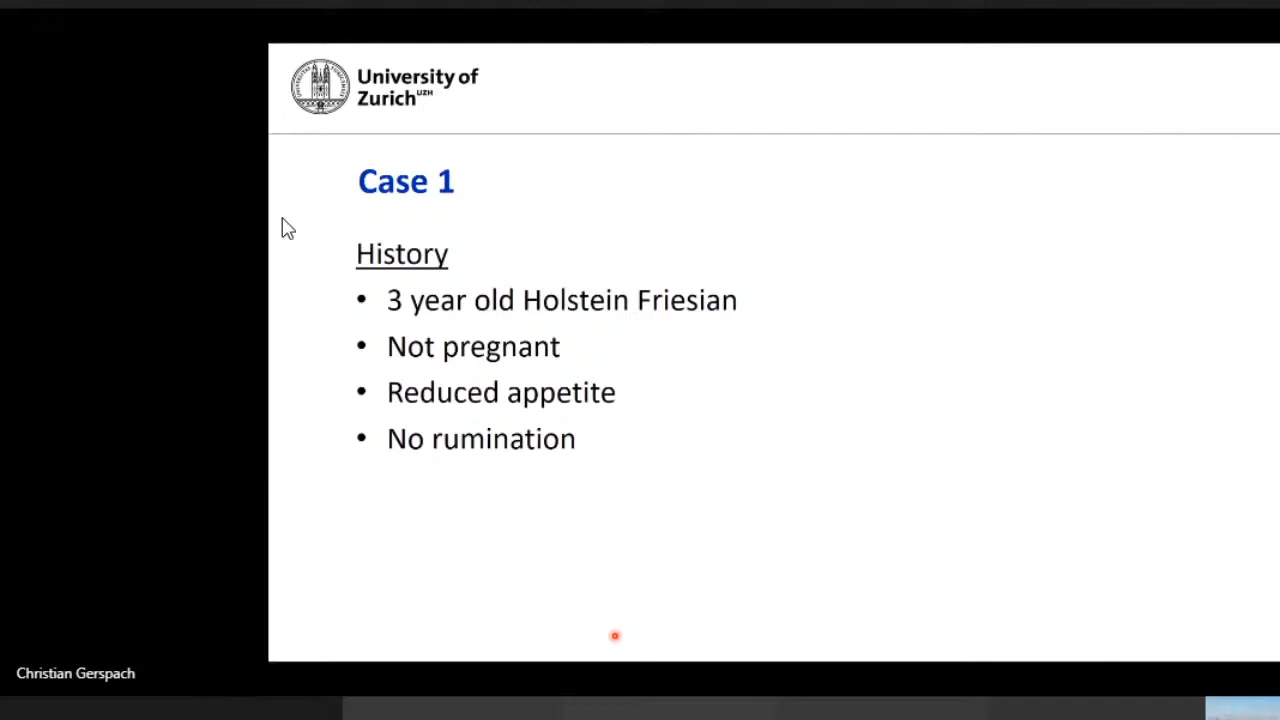 University of
Zurich UZH
Case 1
History
• 3 year old Holstein Friesian
• Not pregnant
• Reduced appetite
• No rumination
Christian Gerspach